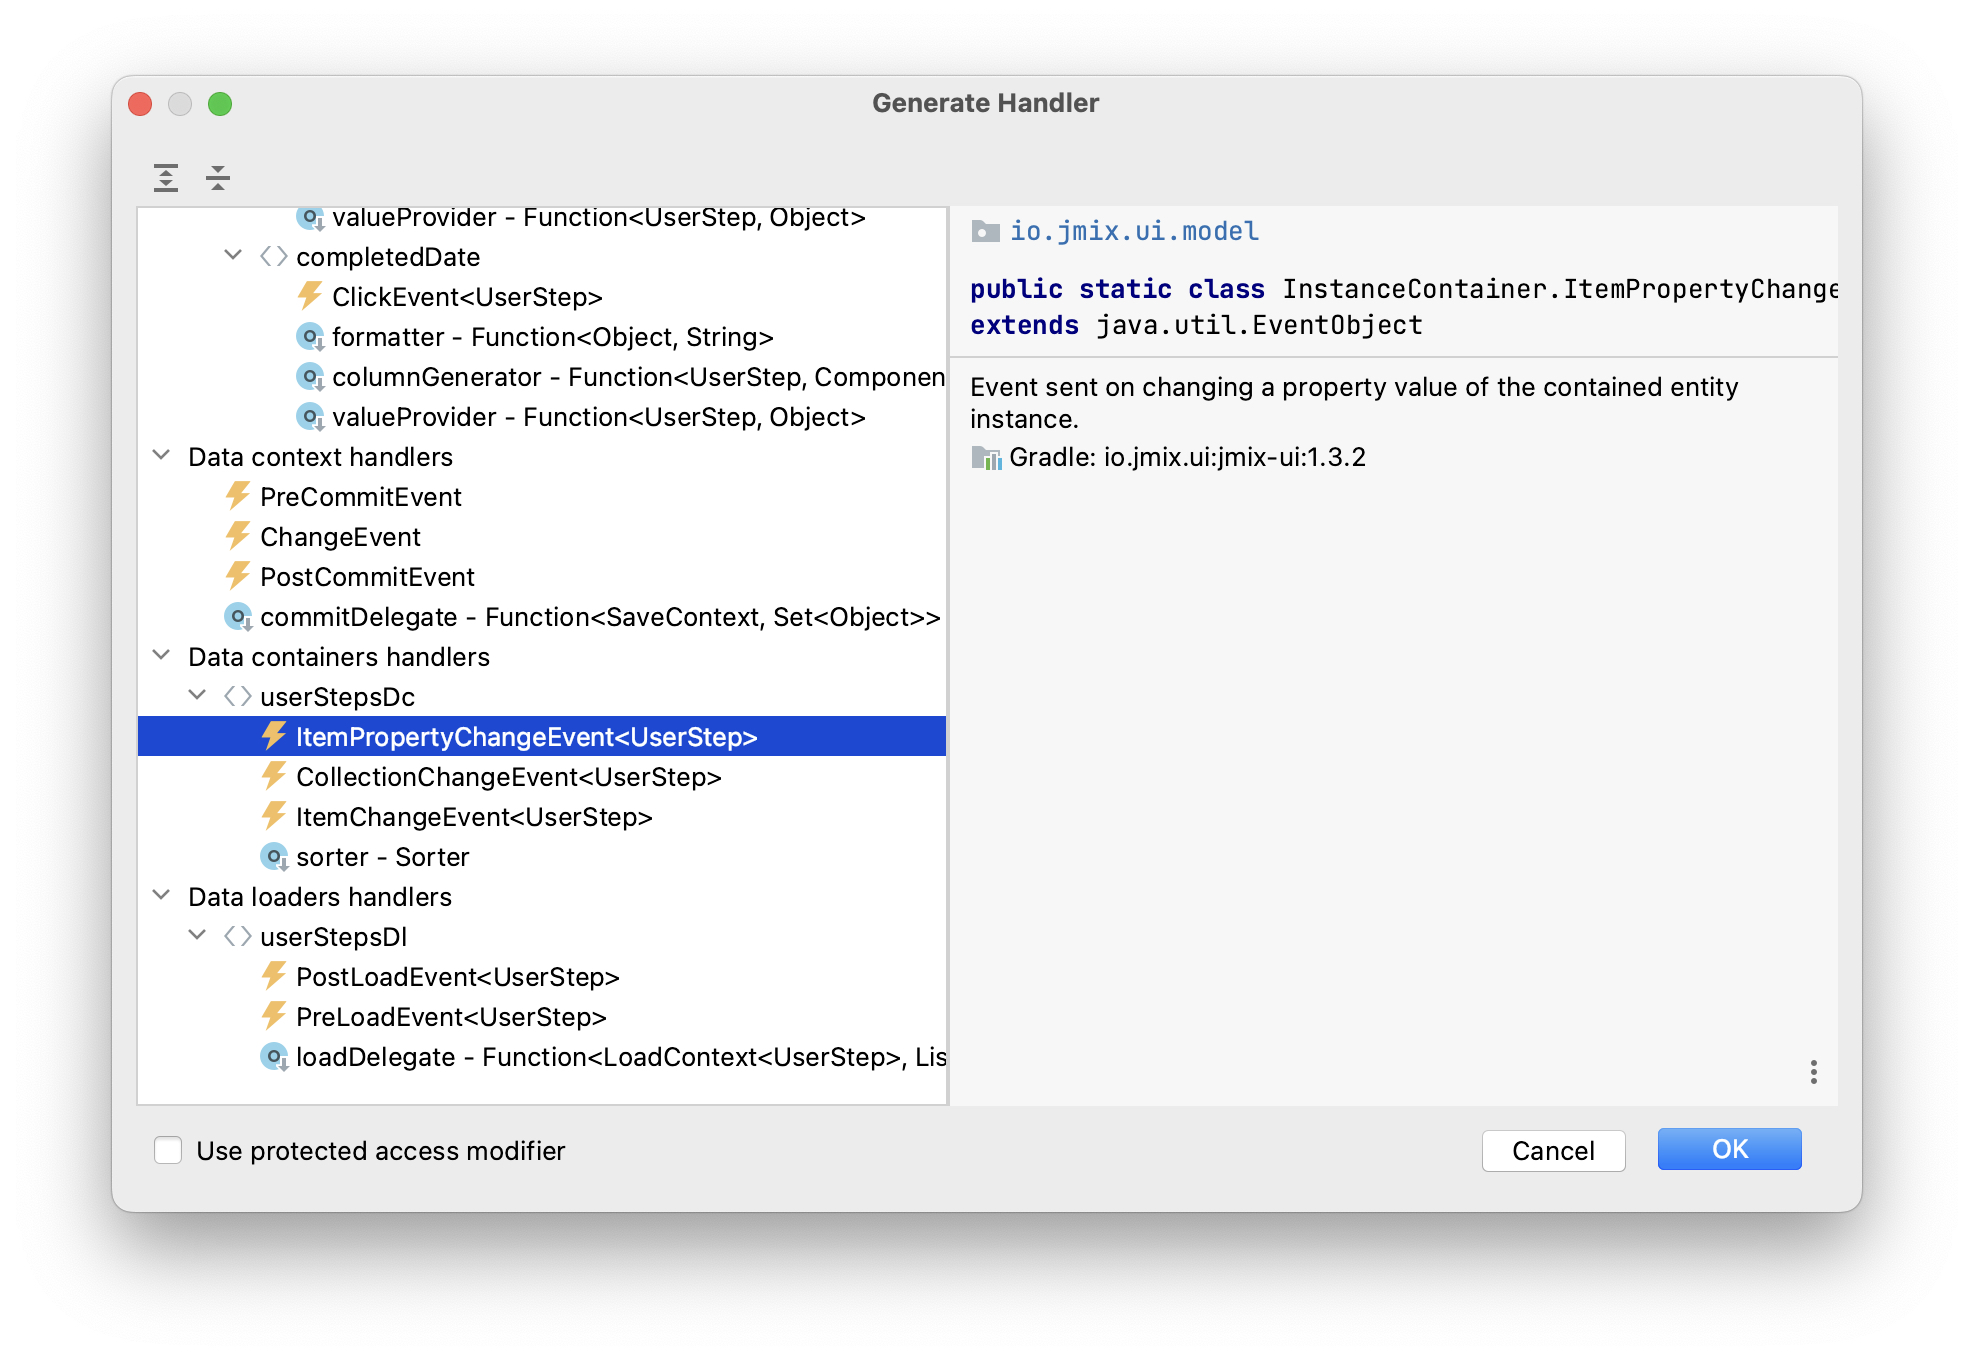 Generate Handler
valueProvider - Function<UserStep, Object>
completedDate
ClickEvent<UserStep>
formatter - Function<Object, String>
columnGenerator - Function<UserStep, Componen
valueProvider - Function<UserStep, Object>
Data context handlers
PreCommitEvent
ChangeEvent
PostCommitEvent
commitDelegate - Function<SaveContext, Set<Object>>
Data containers handlers
userStepsDc
ItemPropertyChangeEvent<UserStep>
CollectionChangeEvent<UserStep>
ItemChangeEvent<UserStep>
sorter - Sorter
Data loaders handlers
userStepsDl
PostLoadEvent<UserStep>
PreLoadEvent<UserStep>
loadDelegate - Function<LoadContext<UserStep>, Lis
io.jmix.ui.model
public static class InstanceContainer.ItemPropertyChange
extends java.util.EventObject
Event sent on changing a property value of the contained entity
instance.
Gradle: io.jmix.ui:jmix-ui:1.3.2
Use protected access modifier
Cancel
OK